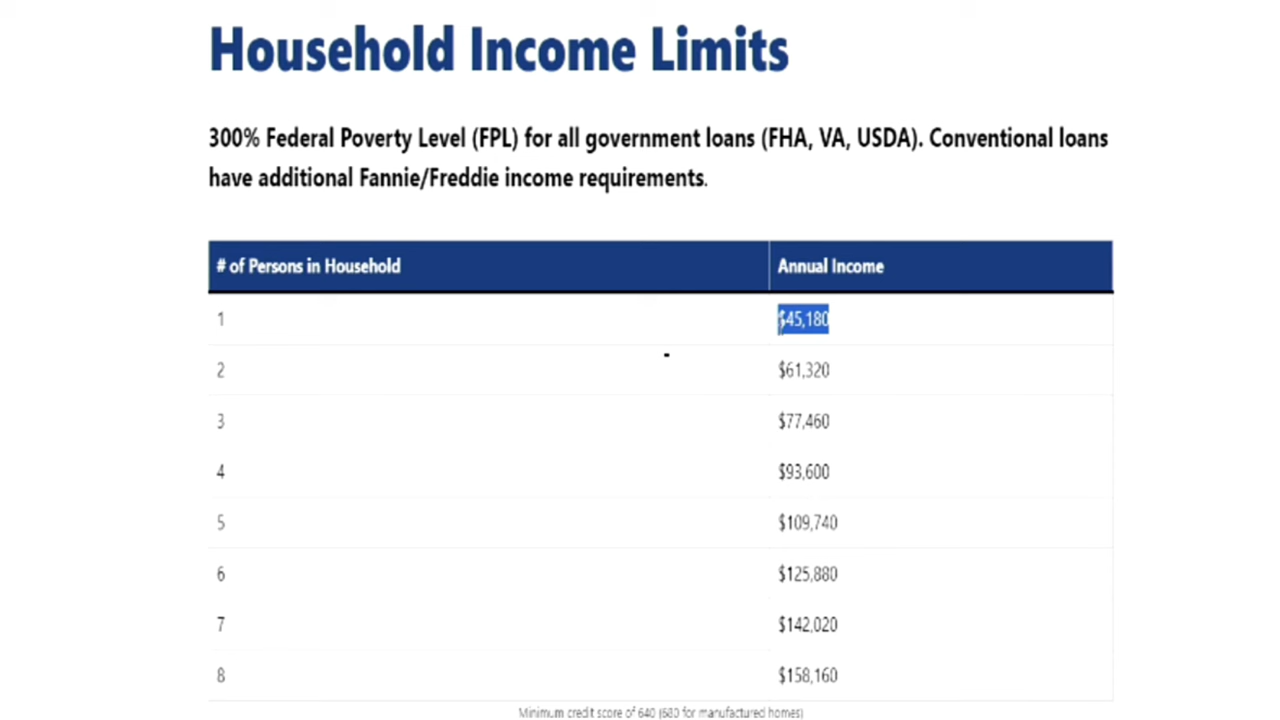 Household Income Limits
300% Federal Poverty Level (FPL) for all government loans (FHA, VA, USDA). Conventional loans
have additional Fannie/Freddie income requirements.
# of Persons in Household Annual Income
1 $45,180
2 $61,320
3 $77,460
4 $93,600
5 $109,740
6 $125,880
7 $142,020
8 $158,160
Minimum credit score of 640 (680 for manufactured homes)